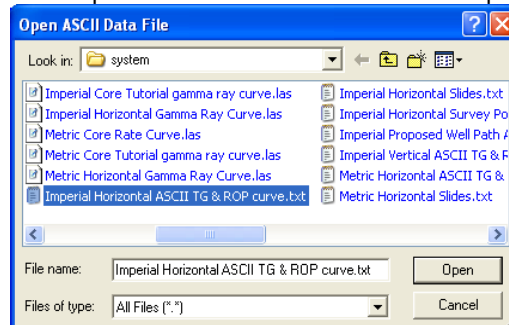 Open ASCII Data File
Look in: system
Imperial Core Tutorial gamma ray curve.las
Imperial Horizontal Gamma Ray Curve.las
Metric Core Rate Curve.las
Metric Core Tutorial gamma ray curve.las
Metric Horizontal Gamma Ray Curve.las
Imperial Horizontal ASCII TG & ROP curve.txt
Imperial Horizontal Slides.txt
Imperial Horizontal Survey Po
Imperial Proposed Well Path A
Imperial Vertical ASCII TG & R
Metric Horizontal ASCII TG &
Metric Horizontal Slides.txt
File name: Imperial Horizontal ASCII TG & ROP curve.txt Open
Files of type: All Files (*.*) Cancel